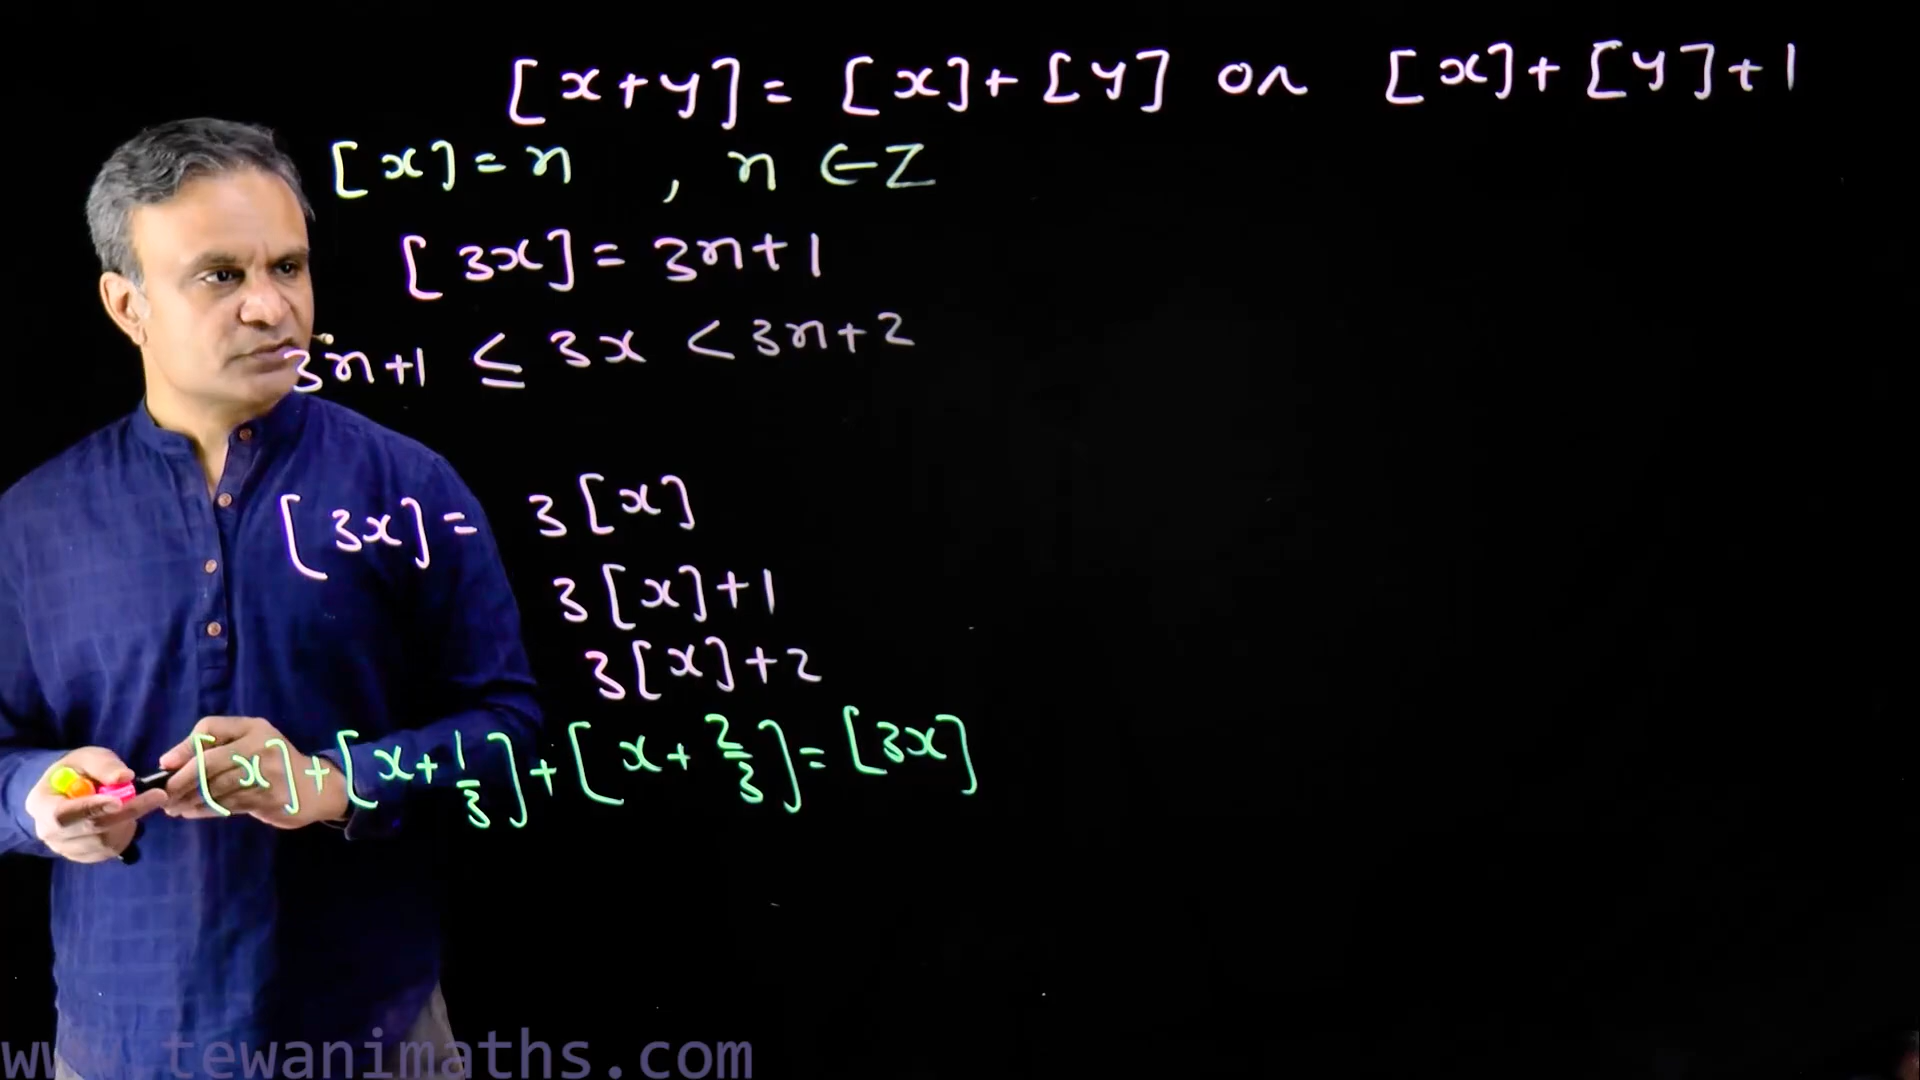 [x+y] = [x]+[y] or [x]+[y]+1
[x] = n , n ∈ Z
[3x] = 3n+1
3n+1 ≤ 3x < 3n+2
[3x] = 3[x]
3[x]+1
3[x]+2
[x]+[x+1/3]+[x+2/3]=[3x]
www.tewanimaths.com